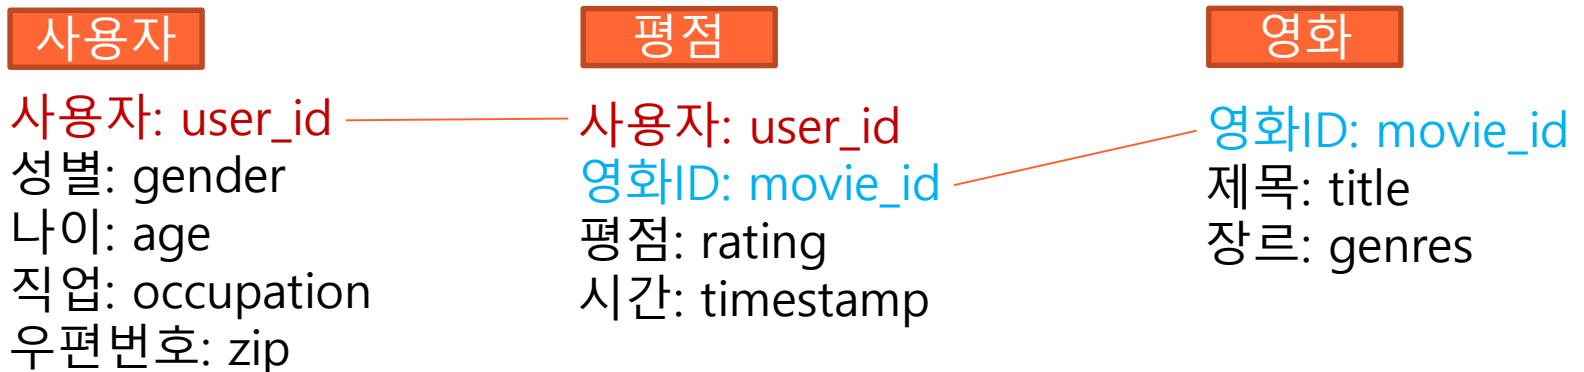 사용자
사용자: user_id
성별: gender
나이: age
직업: occupation
우편번호: zip
평점
사용자: user_id
영화ID: movie_id
평점: rating
시간: timestamp
영화
영화ID: movie_id
제목: title
장르: genres